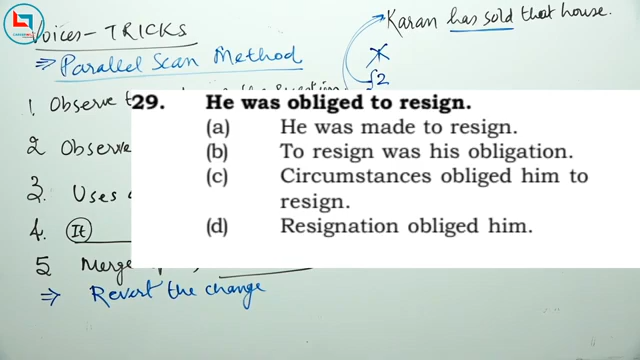 Voices - TRICKS
⇒ Parallel Scan Method
Karan has sold that house.
1. Observe
29. He was obliged to resign.
(a) He was made to resign.
(b) To resign was his obligation.
(c) Circumstances obliged him to
resign.
(d) Resignation obliged him.
2 Observe
3. Uses
4. It
5 Merge
⇒ Revert the change